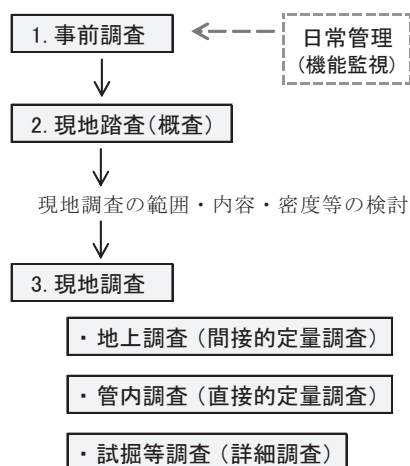 1. 事前調査
日常管理
(機能監視)
2. 現地踏査(概査)
現地調査の範囲・内容・密度等の検討
3. 現地調査
・地上調査(間接的定量調査)
・管内調査(直接的定量調査)
・試掘等調査(詳細調査)